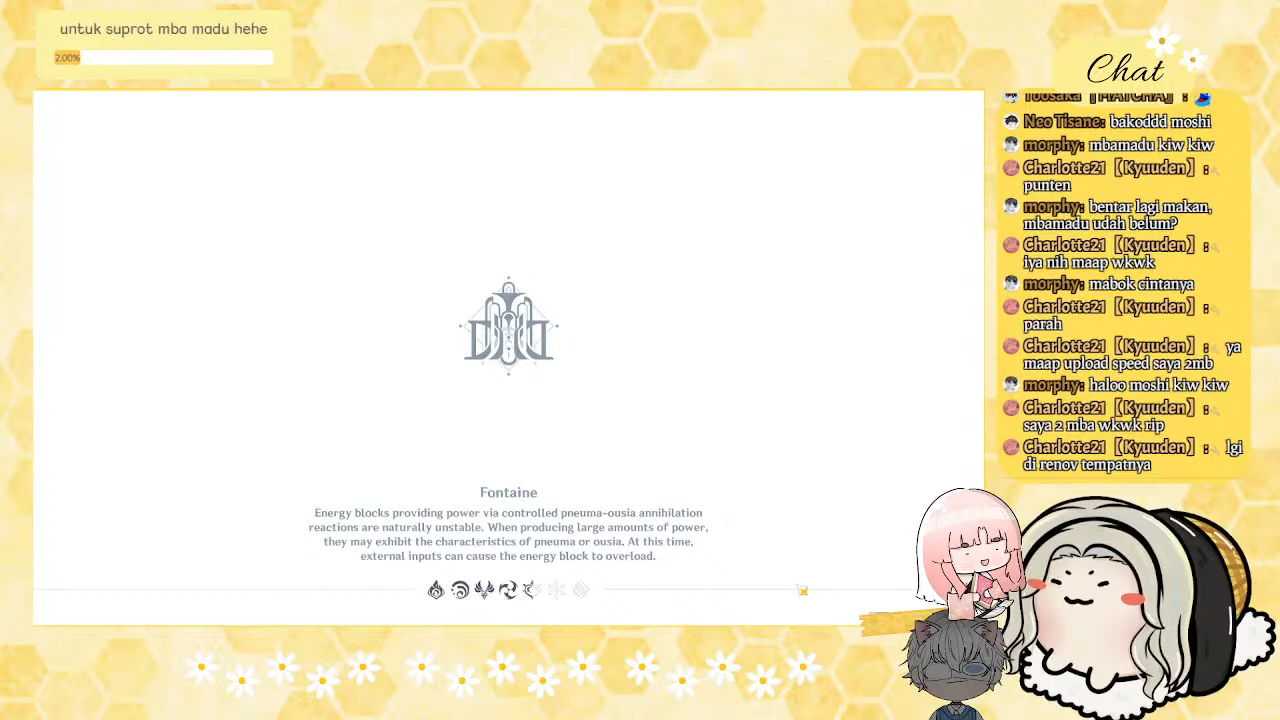 untuk suprot mba madu hehe
2.00%
Chat
Toosaka【MATCHA】 :
Neo Tisane: bakoddd moshi
morphy: mbamadu kiw kiw
Charlotte21【Kyuuden】 :
punten
morphy: bentar lagi makan,
mbamadu udah belum?
Charlotte21【Kyuuden】 :
iya nih maap wkwk
morphy: mabok cintanya
Charlotte21【Kyuuden】 :
parah
Charlotte21【Kyuuden】 : ya
maap upload speed saya 2mb
morphy: haloo moshi kiw kiw
Charlotte21【Kyuuden】 :
saya 2 mba wkwk rip
Charlotte21【Kyuuden】 : lgi
di renov tempatnya
Fontaine
Energy blocks providing power via controlled pneuma-ousia annihilation
reactions are naturally unstable. When producing large amounts of power,
they may exhibit the characteristics of pneuma or ousia. At this time,
external inputs can cause the energy block to overload.